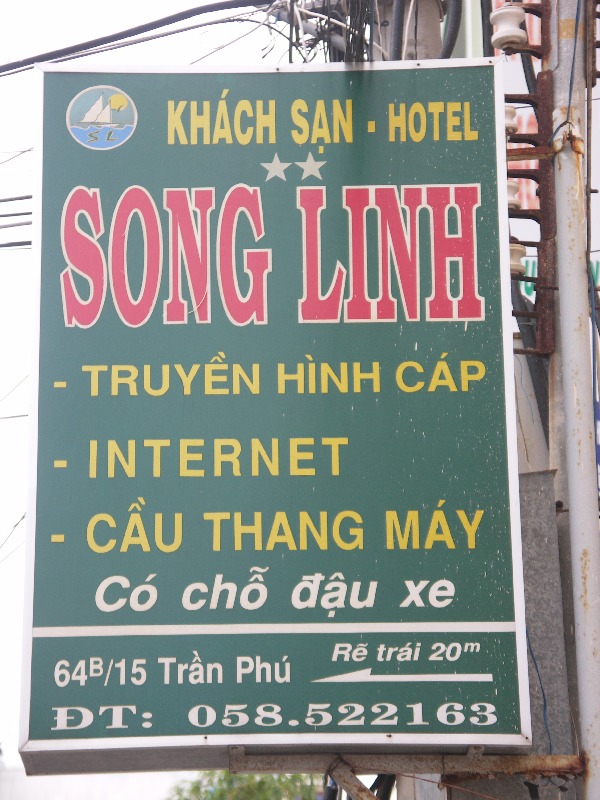 SL
KHÁCH SẠN - HOTEL
SONG LINH
- TRUYỀN HÌNH CÁP
- INTERNET
- CẦU THANG MÁY
Có chỗ đậu xe
Rẽ trái 20m
64B/15 Trần Phú
ĐT: 058.522163